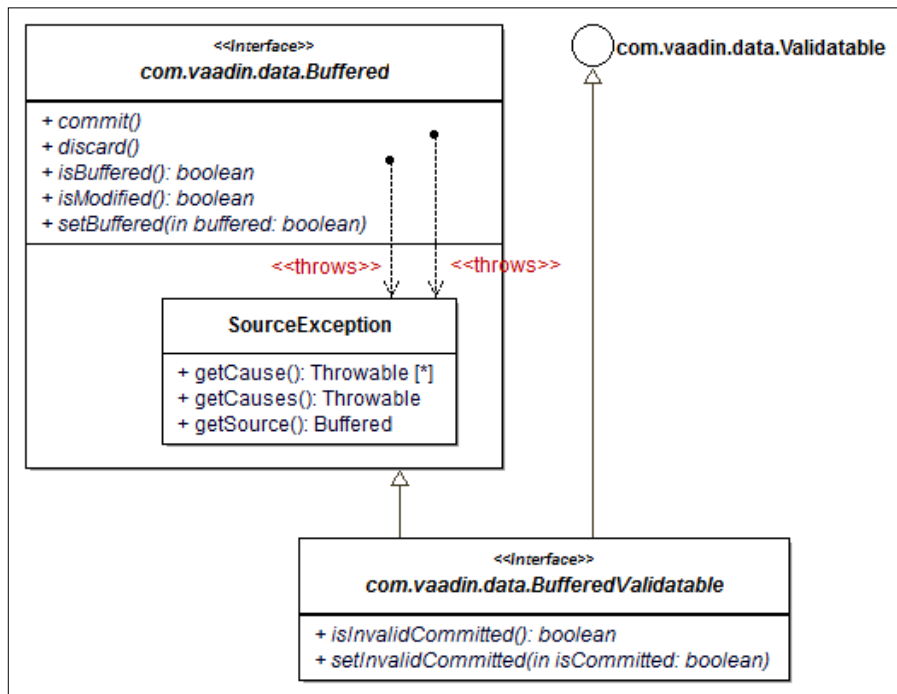 <<Interface>>
com.vaadin.data.Buffered
+ commit()
+ discard()
+ isBuffered(): boolean
+ isModified(): boolean
+ setBuffered(in buffered: boolean)
<<throws>>
<<throws>>
SourceException
+ getCause(): Throwable [*]
+ getCauses(): Throwable
+ getSource(): Buffered
com.vaadin.data.Validatable
<<Interface>>
com.vaadin.data.BufferedValidatable
+ isInvalidCommitted(): boolean
+ setInvalidCommitted(in isCommitted: boolean)